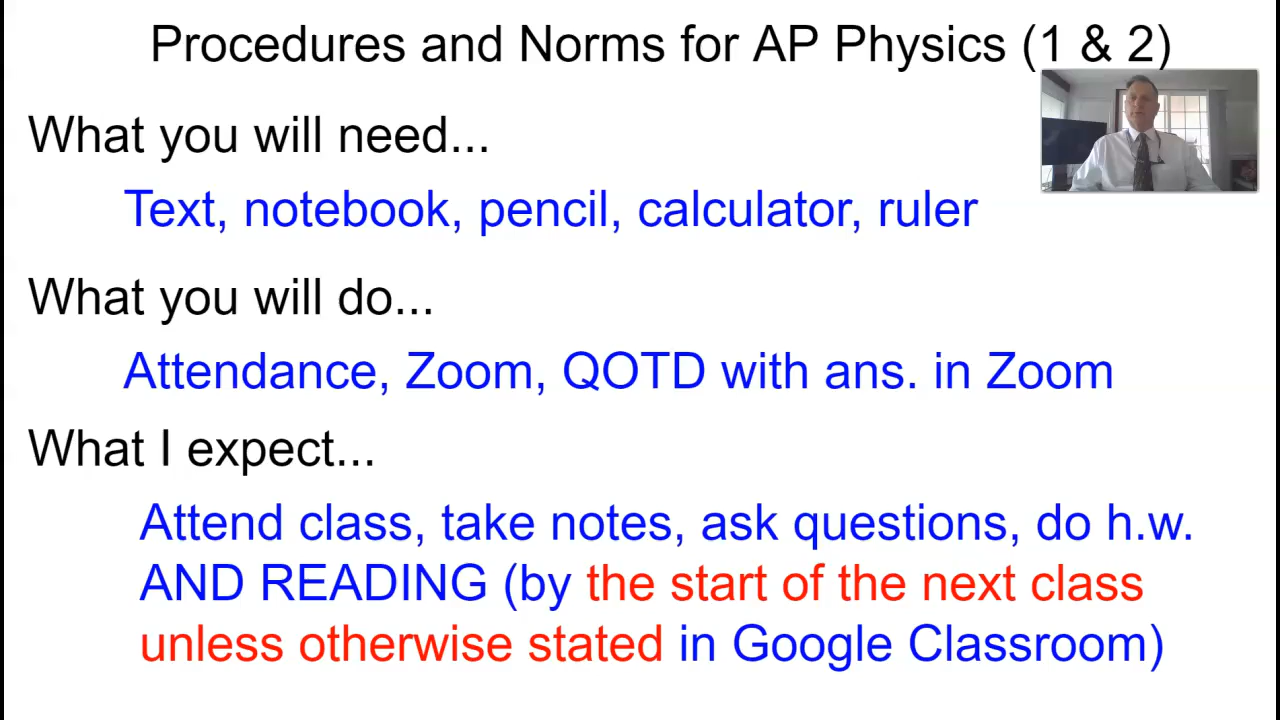 Procedures and Norms for AP Physics (1 & 2)
What you will need...
Text, notebook, pencil, calculator, ruler
What you will do...
Attendance, Zoom, QOTD with ans. in Zoom
What I expect...
Attend class, take notes, ask questions, do h.w.
AND READING (by the start of the next class
unless otherwise stated in Google Classroom)